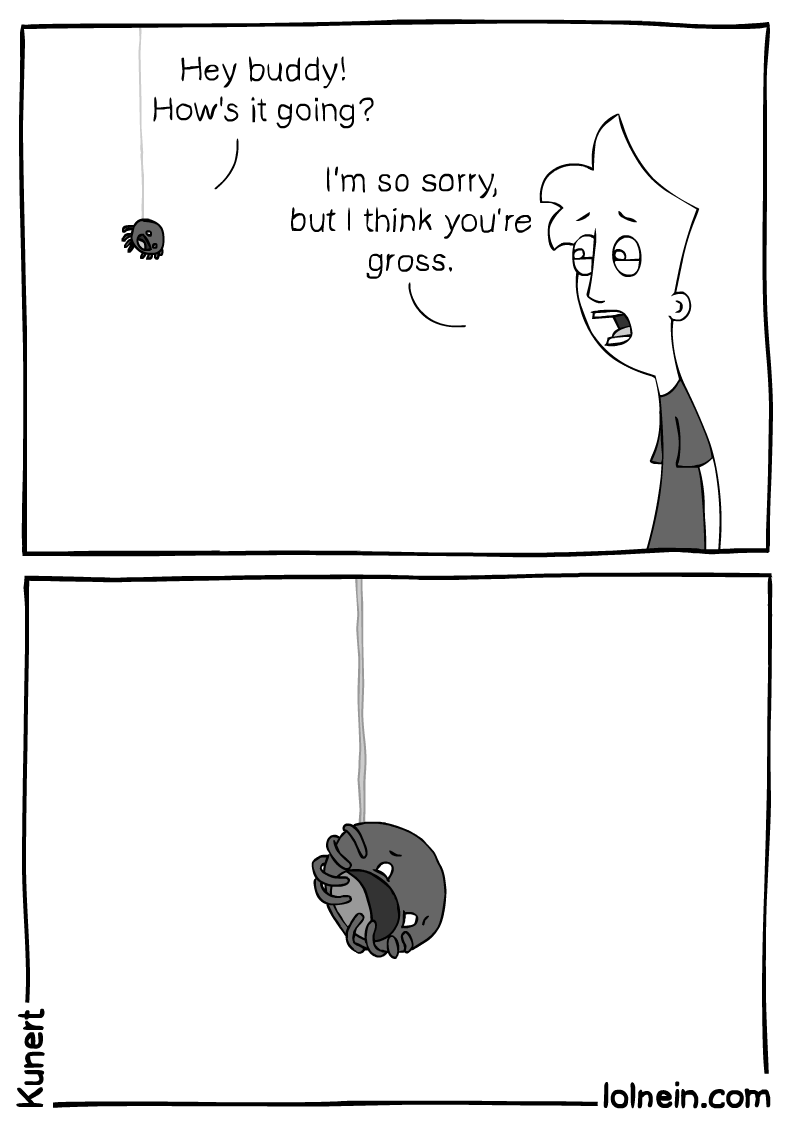 Hey buddy!
How's it going?
I'm so sorry,
but I think you're
gross.
Kunert
lolnein.com